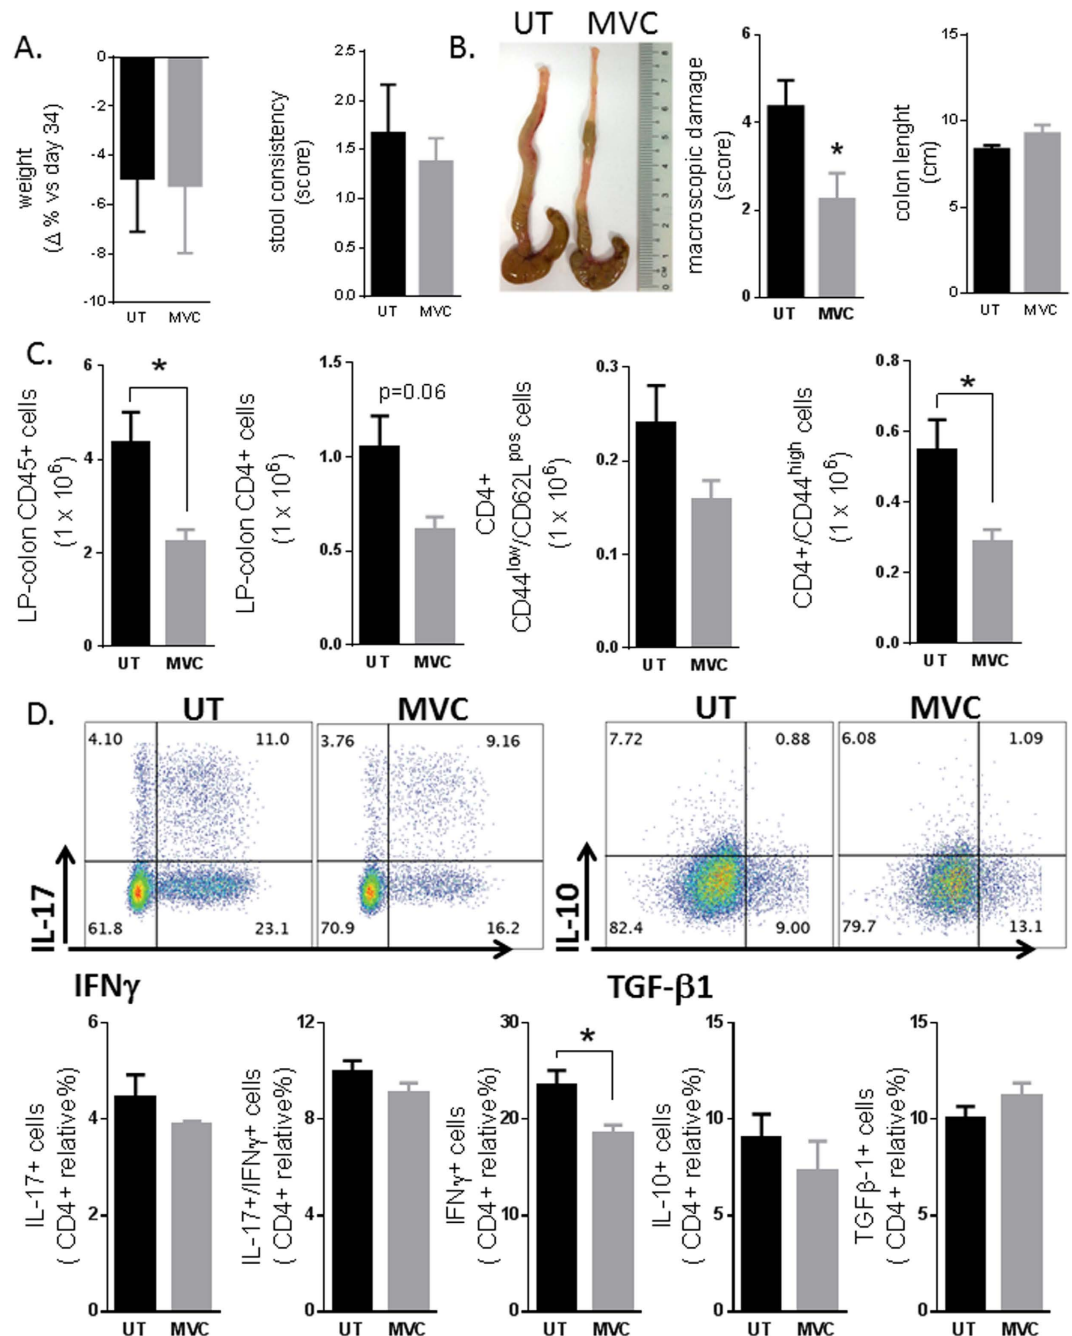 A.
weight
(Δ % vs day 34)
0
-2
-4
-6
-8
-10
UT
MVC
stool consistency
(score)
2.5
2.0
1.5
1.0
0.5
0.0
UT
MVC
B.
UT
MVC
8
7
6
5
4
3
2
1
0 CM
macroscopic damage
(score)
6
4
2
0
*
UT
MVC
colon lenght
(cm)
15
10
5
0
UT
MVC
C.
LP-colon CD45+ cells
(1 x 10⁶)
6
4
2
0
*
UT
MVC
LP-colon CD4+ cells
(1 x 10⁶)
1.5
1.0
0.5
0.0
p=0.06
UT
MVC
CD4+
CD44low/CD62Lpos cells
(1 x 10⁶)
0.3
0.2
0.1
0.0
UT
MVC
CD4+/CD44high cells
(1 x 10⁶)
0.8
0.6
0.4
0.2
0.0
*
UT
MVC
D.
UT
MVC
UT
MVC
4.10
11.0
61.8
23.1
3.76
9.16
70.9
16.2
7.72
0.88
82.4
9.00
6.08
1.09
79.7
13.1
IL-17
IFNγ
IL-10
TGF-β1
IL-17+ cells
( CD4+ relative%)
6
4
2
0
UT
MVC
IL-17+/IFNγ+ cells
( CD4+ relative%)
12
8
4
0
UT
MVC
IFNγ+ cells
( CD4+ relative%)
30
20
10
0
*
UT
MVC
IL-10+ cells
( CD4+ relative%)
15
10
5
0
UT
MVC
TGFβ-1+ cells
( CD4+ relative%)
15
10
5
0
UT
MVC